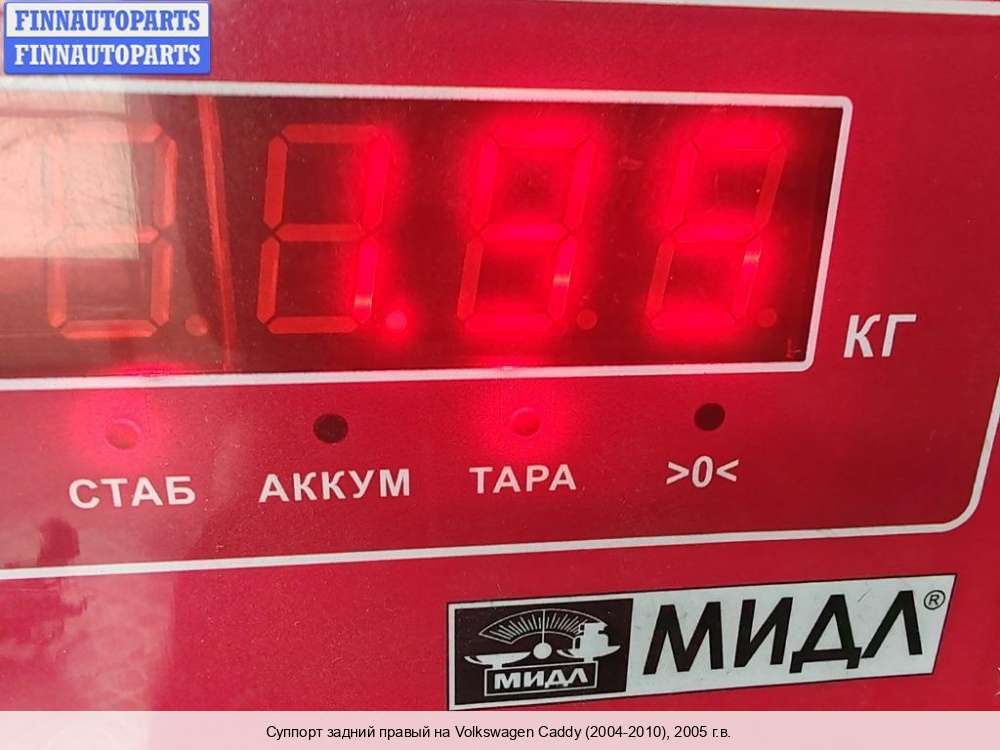 FINNAUTOPARTS
FINNAUTOPARTS
КГ
СТАБ АККУМ ТАРА >0<
МИДЛ МИДЛ®
Суппорт задний правый на Volkswagen Caddy (2004-2010), 2005 г.в.